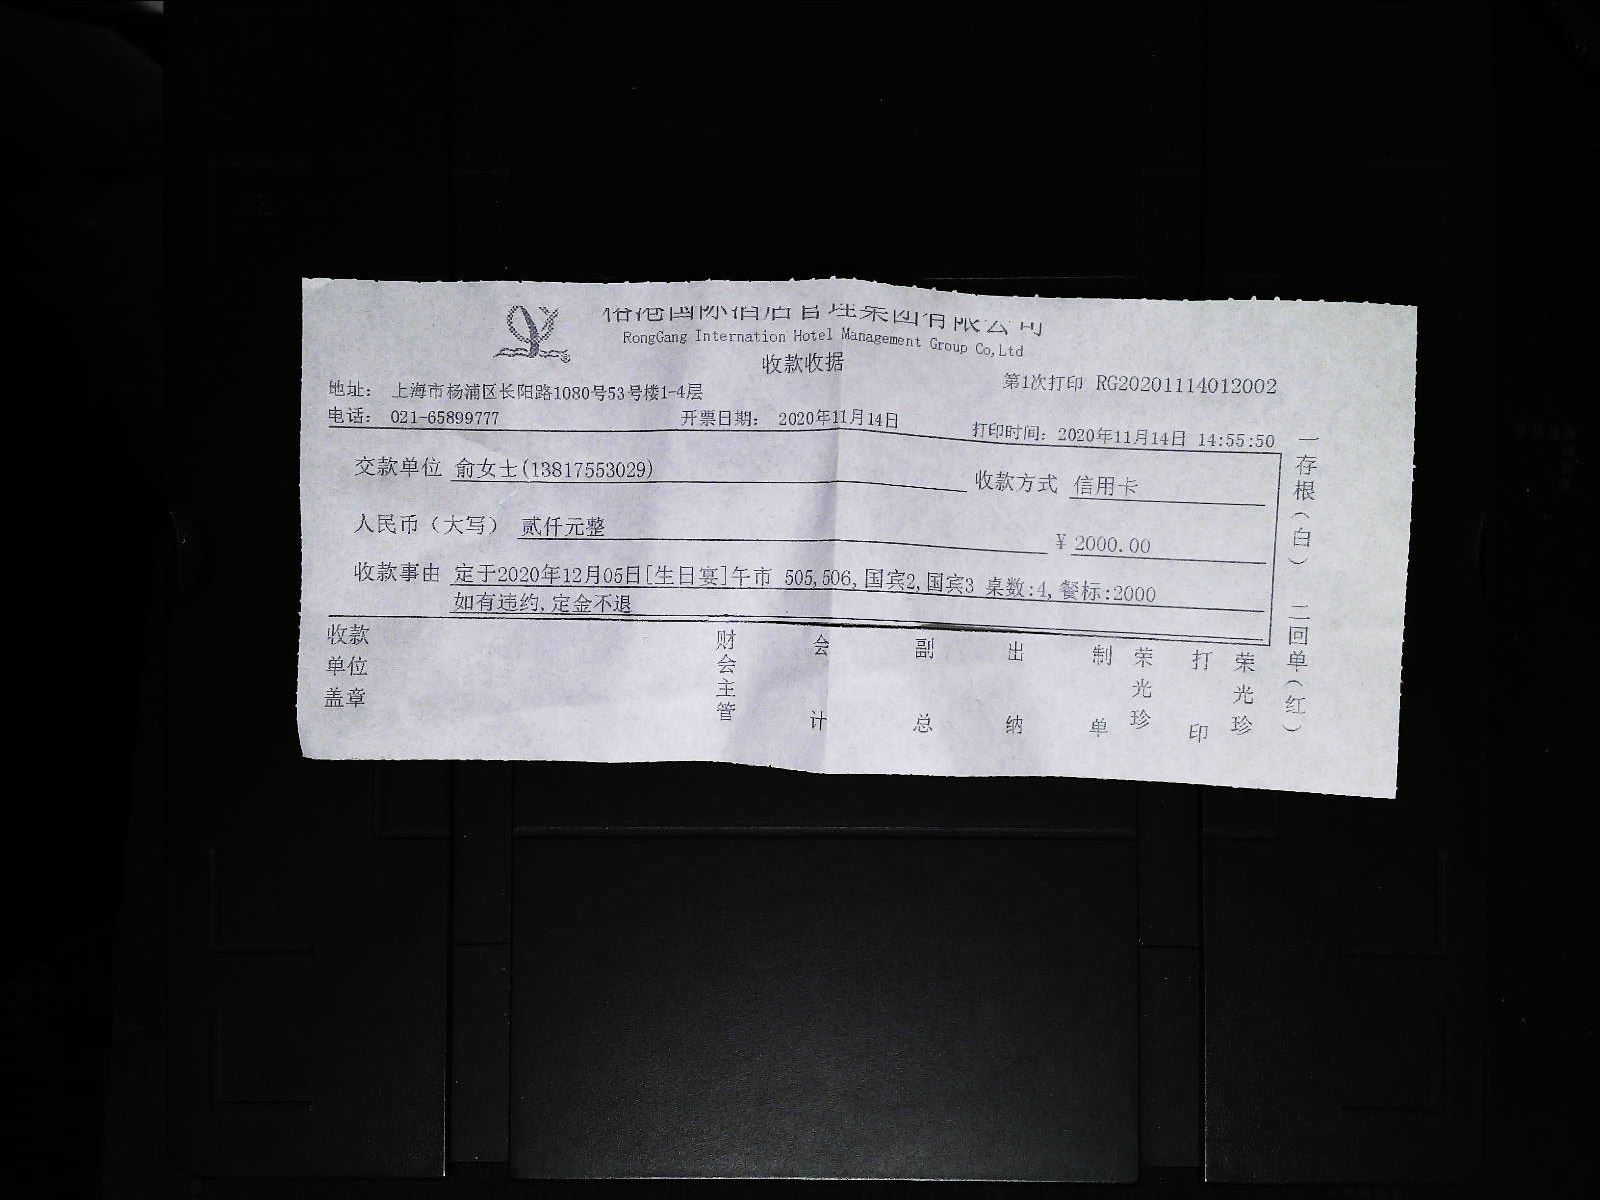 港国际酒店管理集团有限公司
RongGang Internation Hotel Management Group Co,Ltd
收款收据
地址: 上海市杨浦区长阳路1080号53号楼1-4层
第1次打印 RG20201114012002
电话: 021-65899777 开票日期: 2020年11月14日 打印时间: 2020年11月14日 14:55:50
交款单位 俞女士(13817553029) 收款方式 信用卡
人民币(大写) 贰仟元整 ¥ 2000.00
收款事由 定于2020年12月05日[生日宴]午市 505,506,国宾2,国宾3 桌数:4,餐标:2000
如有违约,定金不退
收款单位盖章 财会主管 会计 副总 出纳 制单 荣光珍 打印 荣光珍
一存根(白) 二回单(红)